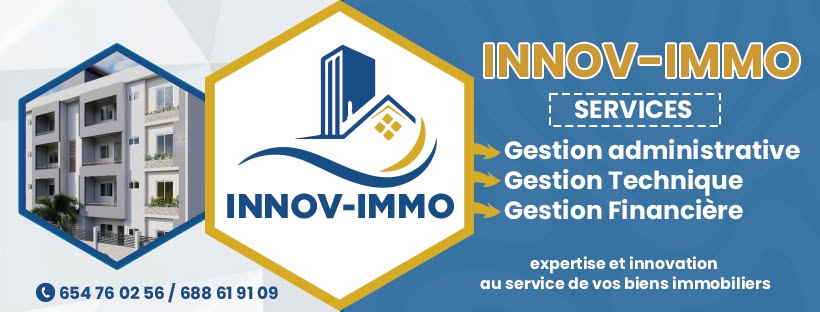 INNOV-IMMO
654 76 02 56 / 688 61 91 09
INNOV-IMMO
SERVICES
Gestion administrative
Gestion Technique
Gestion Financière
expertise et innovation
au service de vos biens immobiliers